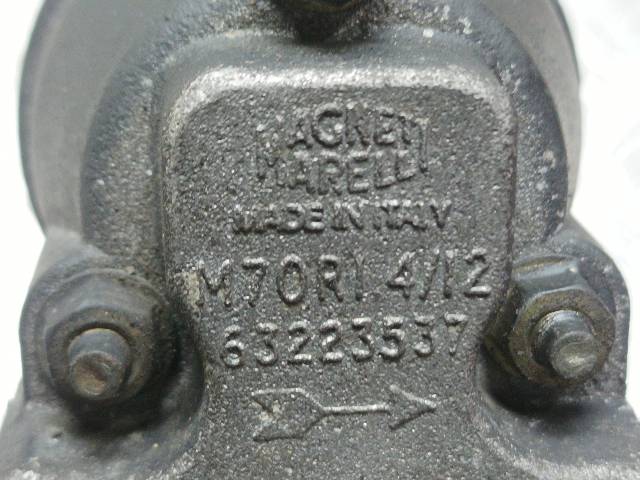 MAGNETI
MARELLI
MADE IN ITALY
M70R1.4/12
63223537